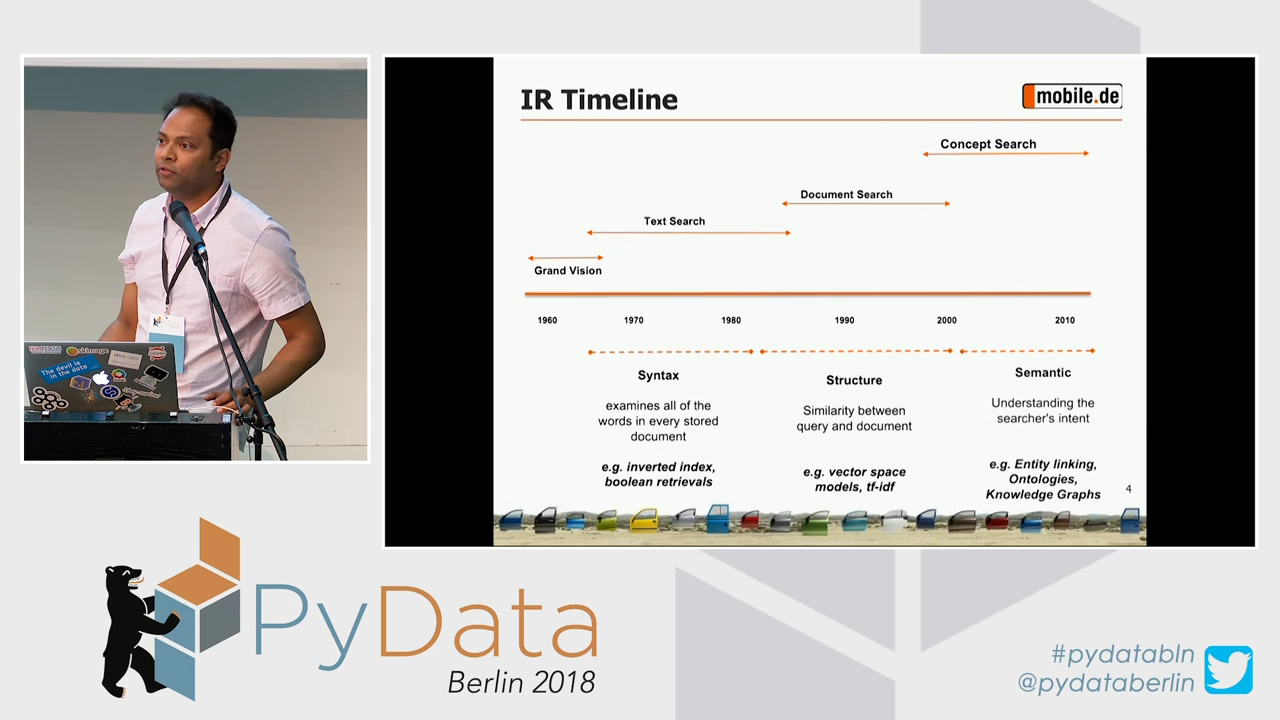 IR Timeline
mobile.de
Concept Search
Document Search
Text Search
Grand Vision
1960 1970 1980 1990 2000 2010
Syntax
examines all of the
words in every stored
document
e.g. inverted index,
boolean retrievals
Structure
Similarity between
query and document
e.g. vector space
models, tf-idf
Semantic
Understanding the
searcher's intent
e.g. Entity linking,
Ontologies,
Knowledge Graphs
4
The devil is
in the data
PyData
Berlin 2018
#pydatabln
@pydataberlin